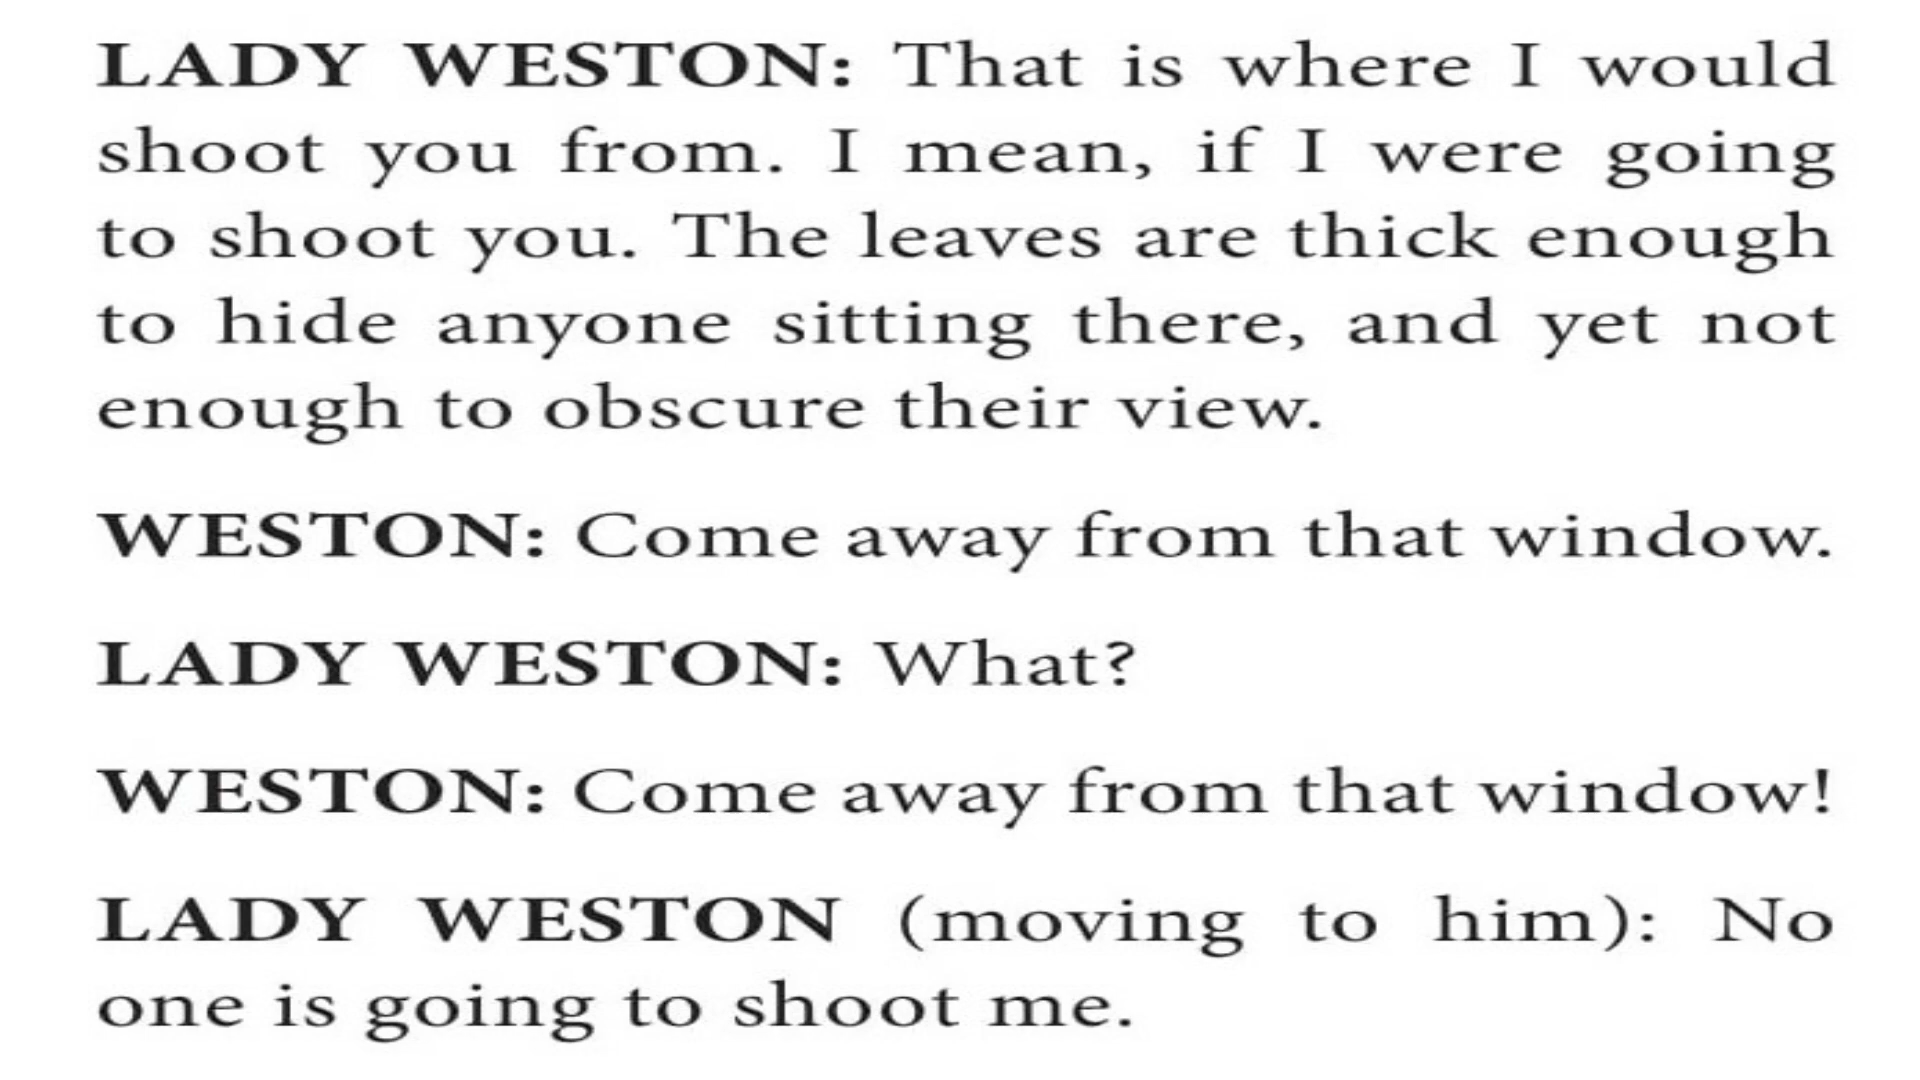 LADY WESTON: That is where I would
shoot you from. I mean, if I were going
to shoot you. The leaves are thick enough
to hide anyone sitting there, and yet not
enough to obscure their view.
WESTON: Come away from that window.
LADY WESTON: What?
WESTON: Come away from that window!
LADY WESTON (moving to him): No
one is going to shoot me.